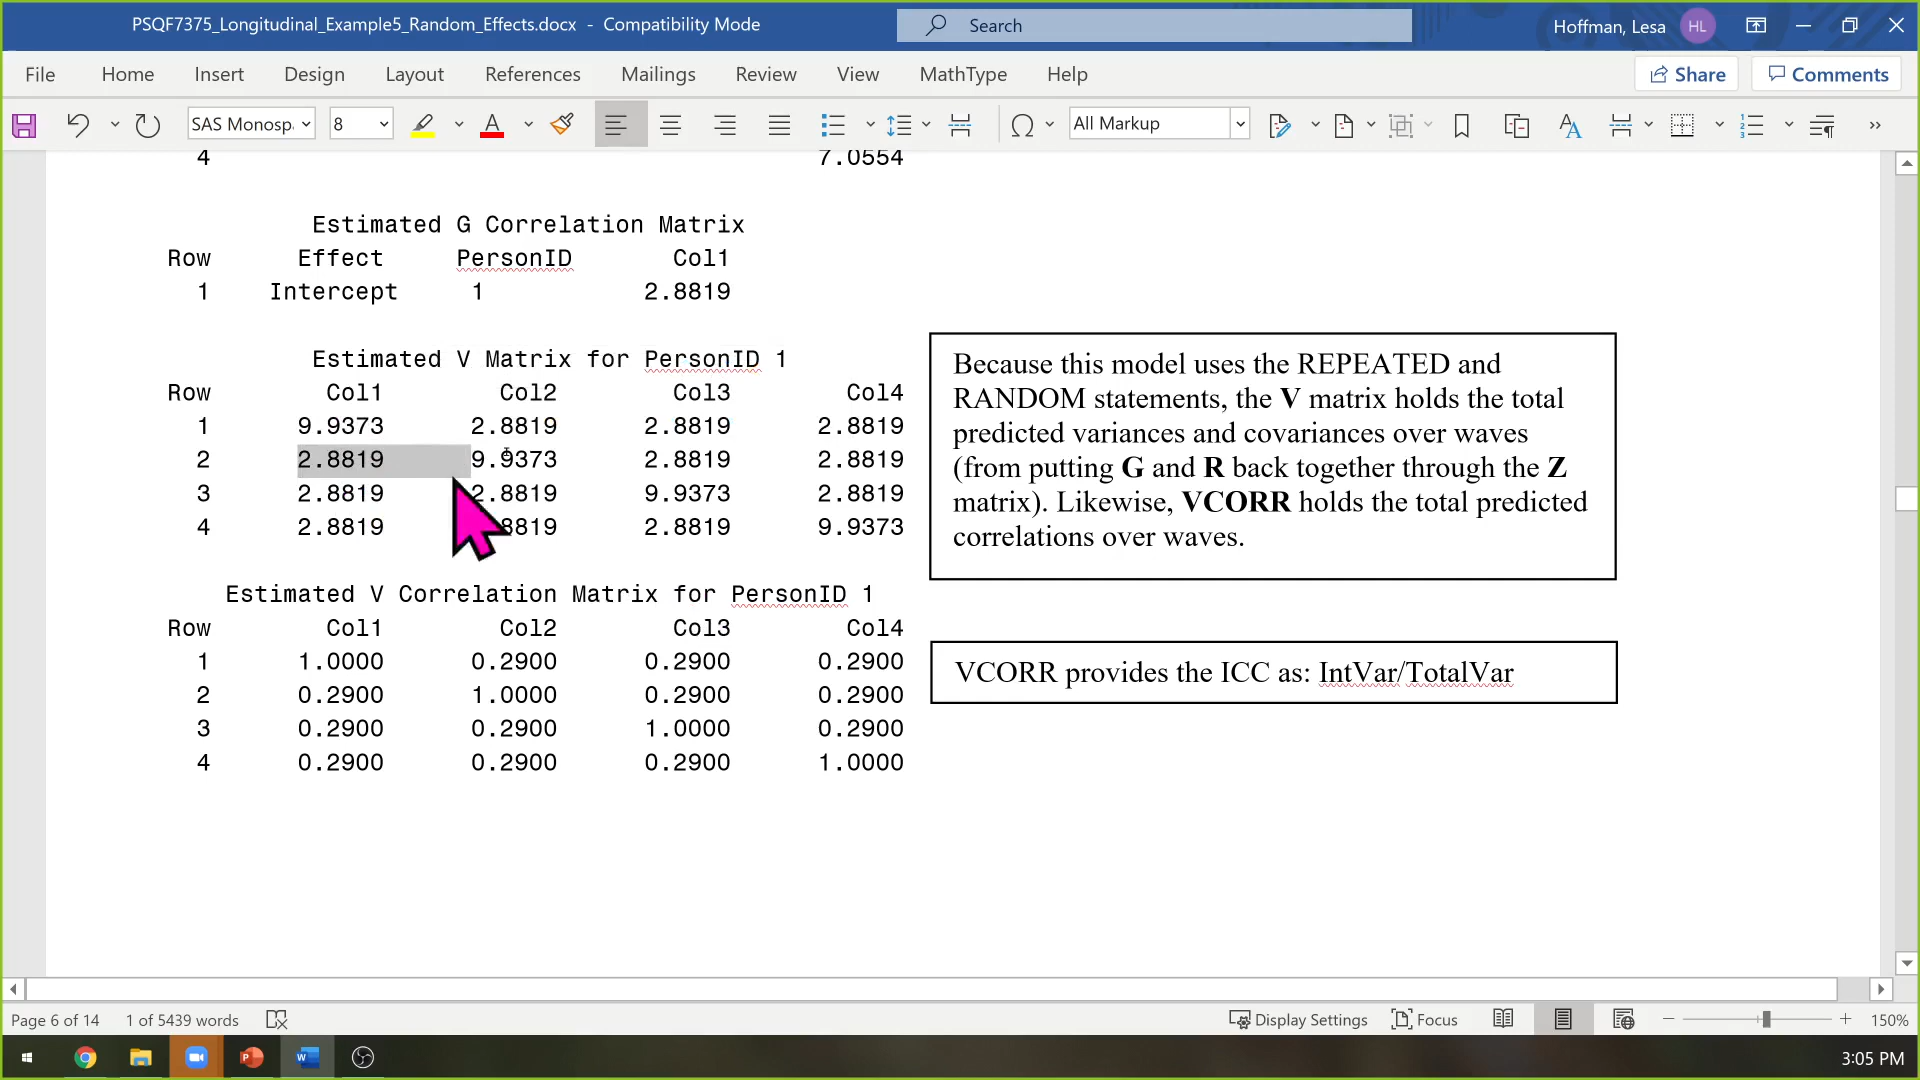 PSQF7375_Longitudinal_Example5_Random_Effects.docx - Compatibility Mode
Search
Hoffman, Lesa HL
File Home Insert Design Layout References Mailings Review View MathType Help
Share Comments
SAS Monosp 8
All Markup
4 7.0554
Estimated G Correlation Matrix
Row Effect PersonID Col1
1 Intercept 1 2.8819
Estimated V Matrix for PersonID 1
Row Col1 Col2 Col3 Col4
1 9.9373 2.8819 2.8819 2.8819
2 2.8819 9.9373 2.8819 2.8819
3 2.8819 2.8819 9.9373 2.8819
4 2.8819 8819 2.8819 9.9373
Because this model uses the REPEATED and
RANDOM statements, the V matrix holds the total
predicted variances and covariances over waves
(from putting G and R back together through the Z
matrix). Likewise, VCORR holds the total predicted
correlations over waves.
Estimated V Correlation Matrix for PersonID 1
Row Col1 Col2 Col3 Col4
1 1.0000 0.2900 0.2900 0.2900
2 0.2900 1.0000 0.2900 0.2900
3 0.2900 0.2900 1.0000 0.2900
4 0.2900 0.2900 0.2900 1.0000
VCORR provides the ICC as: IntVar/TotalVar
Page 6 of 14 1 of 5439 words
Display Settings Focus
150%
3:05 PM